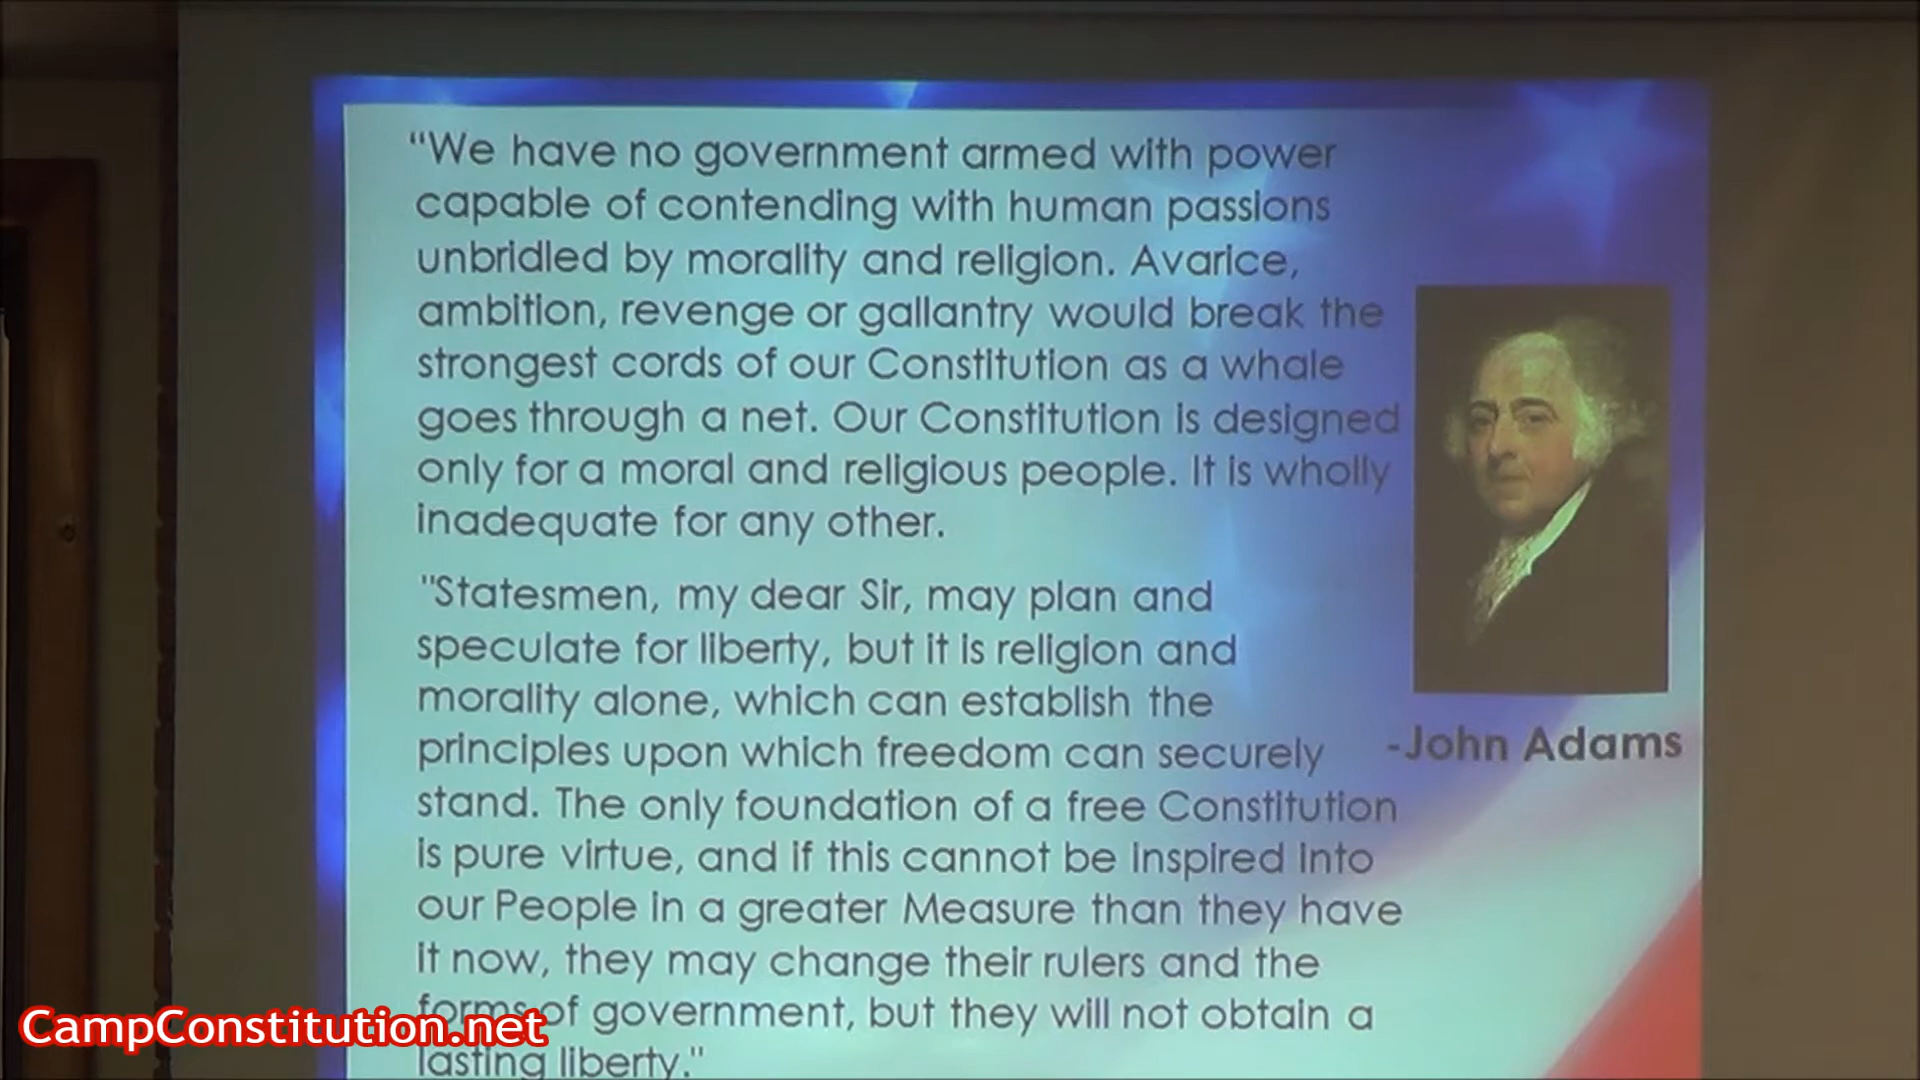 “We have no government armed with power
capable of contending with human passions
unbridled by morality and religion. Avarice,
ambition, revenge or gallantry would break the
strongest cords of our Constitution as a whale
goes through a net. Our Constitution is designed
only for a moral and religious people. It is wholly
inadequate for any other.
"Statesmen, my dear Sir, may plan and
speculate for liberty, but it is religion and
morality alone, which can establish the
principles upon which freedom can securely
stand. The only foundation of a free Constitution
is pure virtue, and if this cannot be inspired into
our People in a greater Measure than they have
it now, they may change their rulers and the
forms of government, but they will not obtain a
lasting liberty."
-John Adams
CampConstitution.net